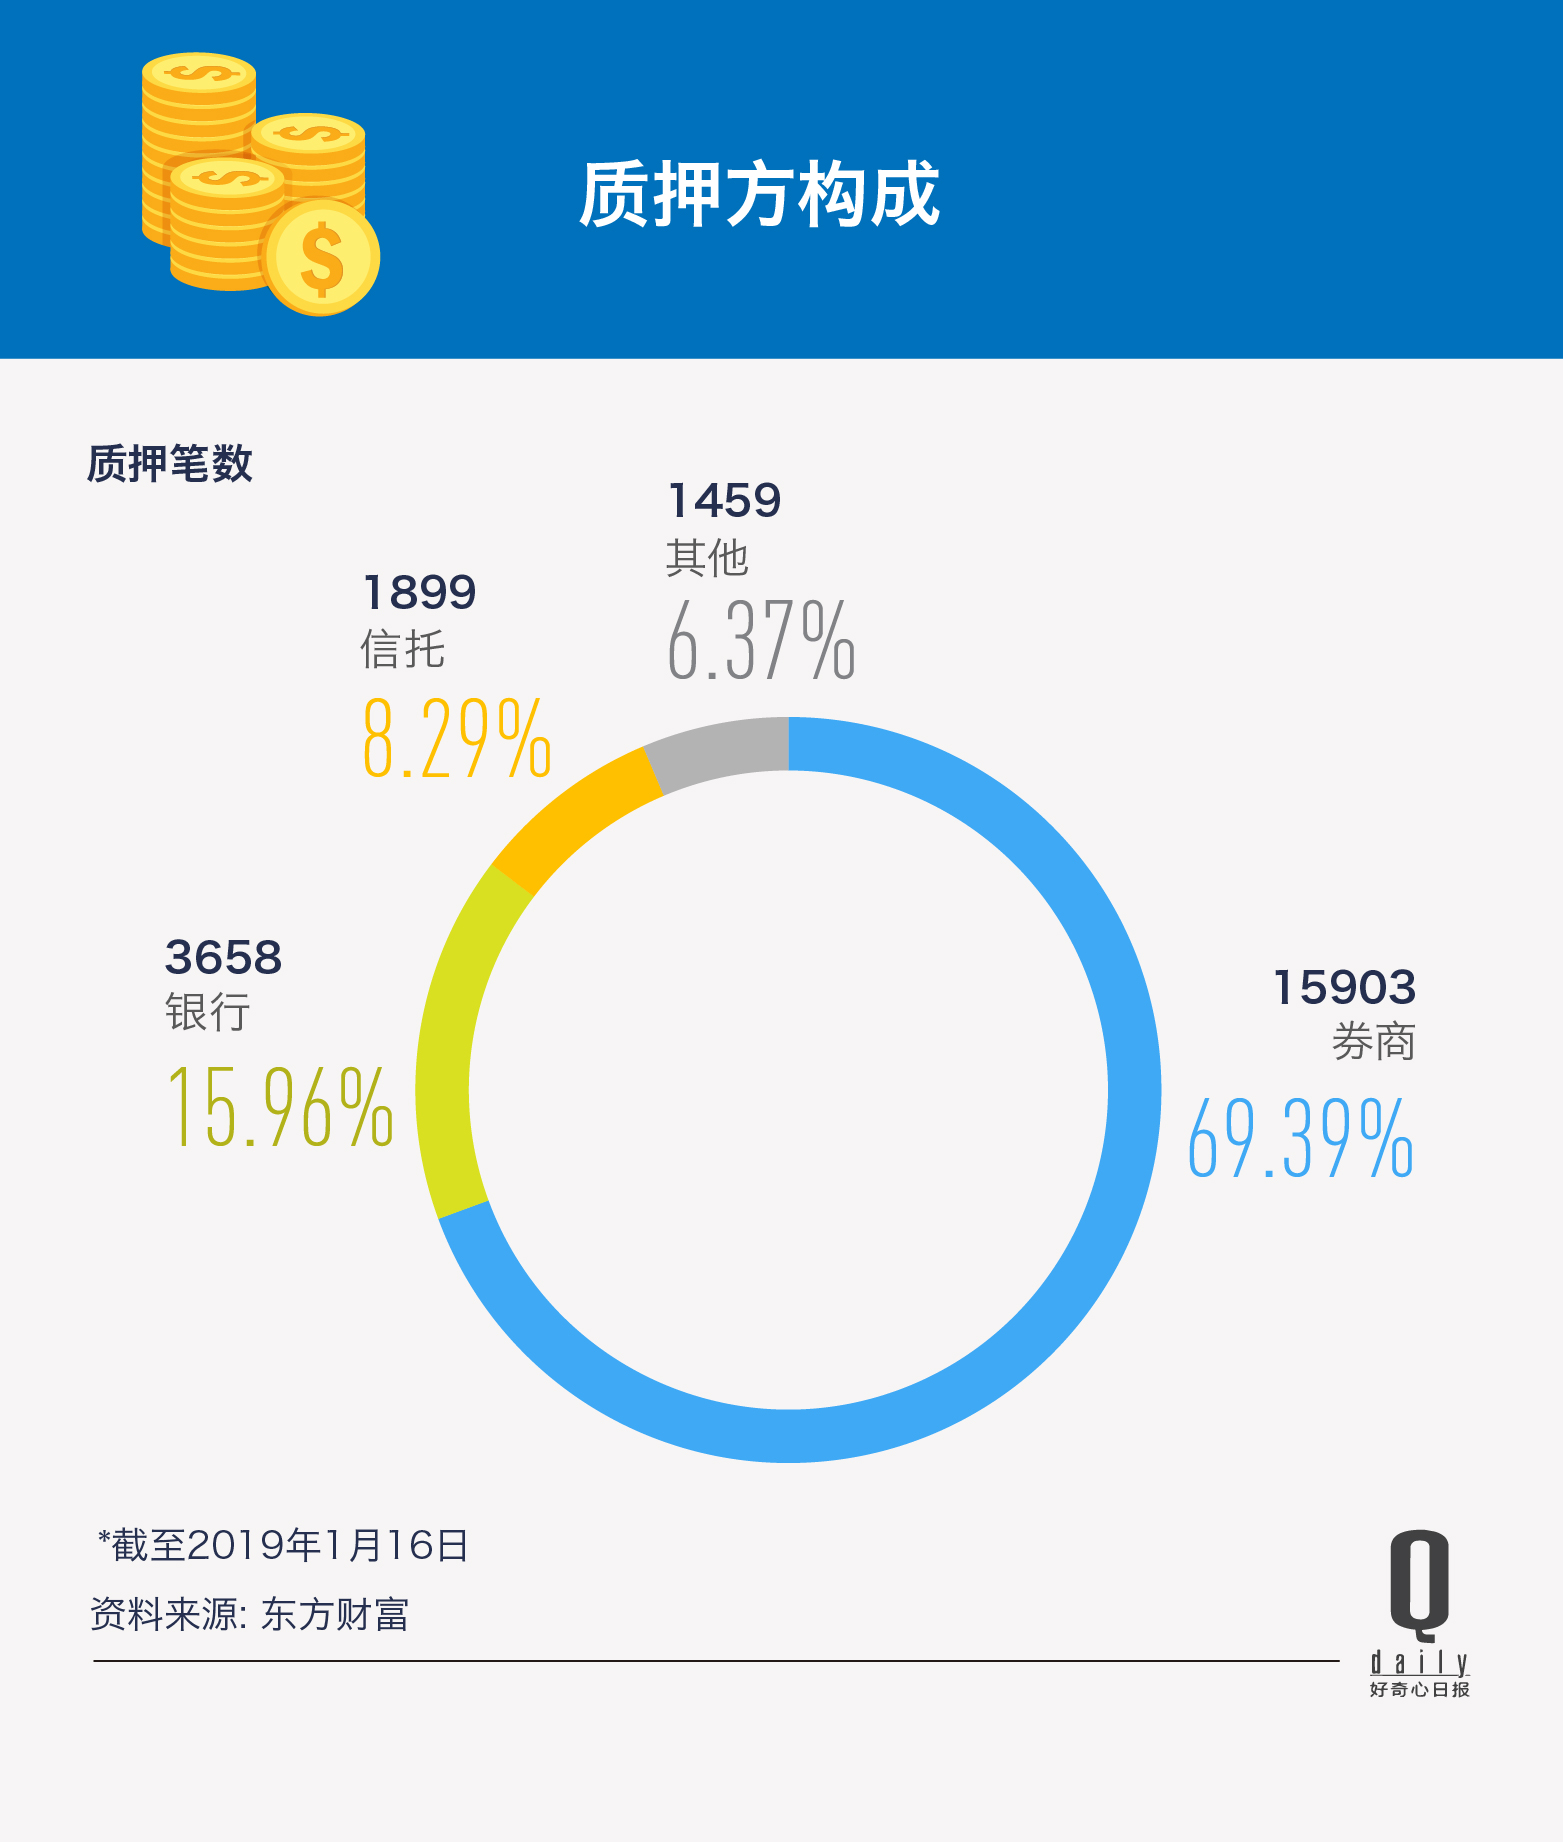 质押方构成
质押笔数
1459
其他
6.37%
1899
信托
8.29%
3658
银行
15.96%
15903
券商
69.39%
*截至2019年1月16日
资料来源: 东方财富
Q
daily
好奇心日报